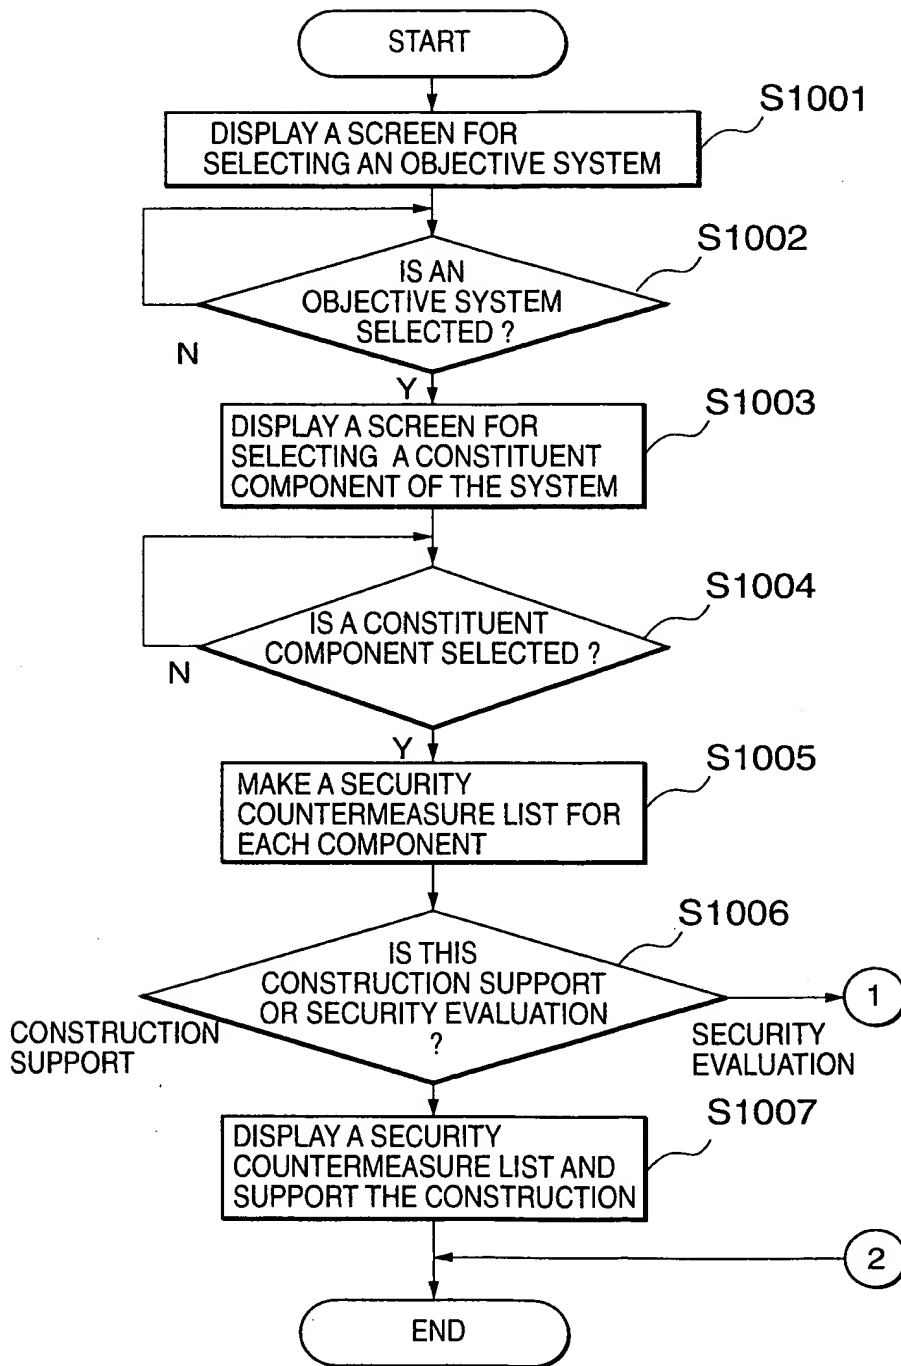 START
S1001
DISPLAY A SCREEN FOR
SELECTING AN OBJECTIVE SYSTEM
S1002
IS AN
OBJECTIVE SYSTEM
SELECTED ?
N
Y
S1003
DISPLAY A SCREEN FOR
SELECTING A CONSTITUENT
COMPONENT OF THE SYSTEM
S1004
IS A CONSTITUENT
COMPONENT SELECTED ?
N
Y
S1005
MAKE A SECURITY
COUNTERMEASURE LIST FOR
EACH COMPONENT
S1006
IS THIS
CONSTRUCTION SUPPORT
OR SECURITY EVALUATION
?
1
CONSTRUCTION
SUPPORT
SECURITY
EVALUATION
S1007
DISPLAY A SECURITY
COUNTERMEASURE LIST AND
SUPPORT THE CONSTRUCTION
2
END